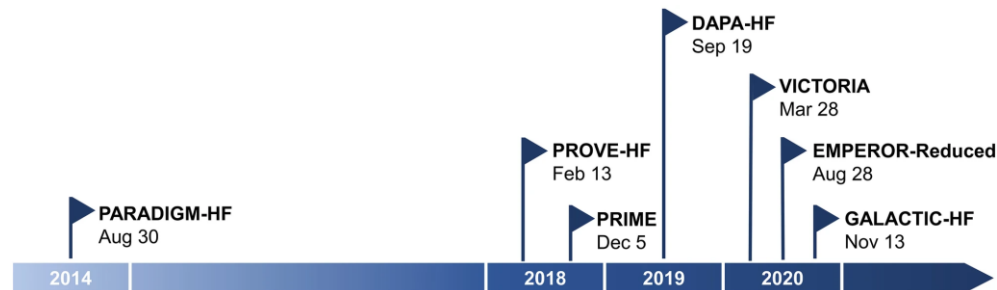 DAPA-HF
Sep 19
VICTORIA
Mar 28
PROVE-HF
Feb 13
EMPEROR-Reduced
Aug 28
PARADIGM-HF
Aug 30
PRIME
Dec 5
GALACTIC-HF
Nov 13
2014
2018
2019
2020